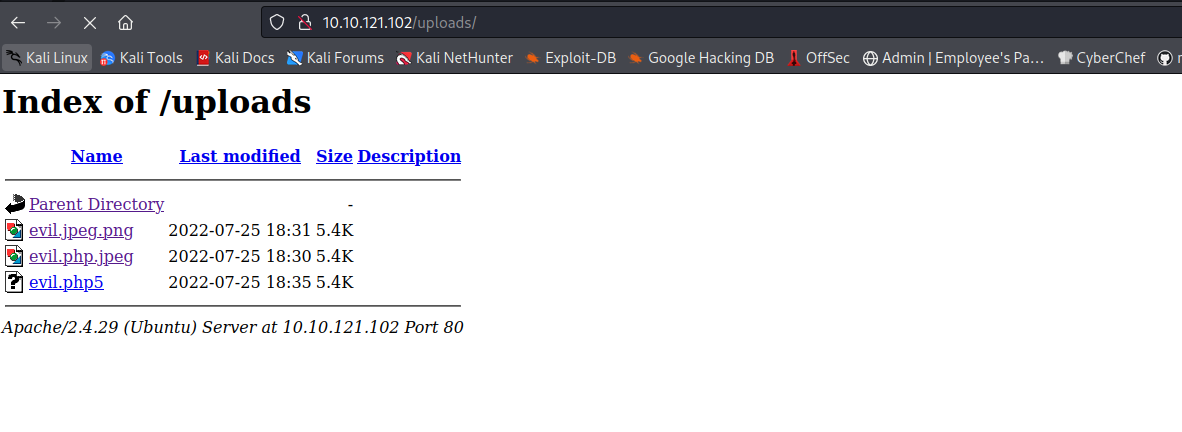 10.10.121.102/uploads/
Kali Linux Kali Tools Kali Docs Kali Forums Kali NetHunter Exploit-DB Google Hacking DB OffSec Admin | Employee's Pa… CyberChef
Index of /uploads
Name Last modified Size Description
Parent Directory -
evil.jpeg.png 2022-07-25 18:31 5.4K
evil.php.jpeg 2022-07-25 18:30 5.4K
evil.php5 2022-07-25 18:35 5.4K
Apache/2.4.29 (Ubuntu) Server at 10.10.121.102 Port 80